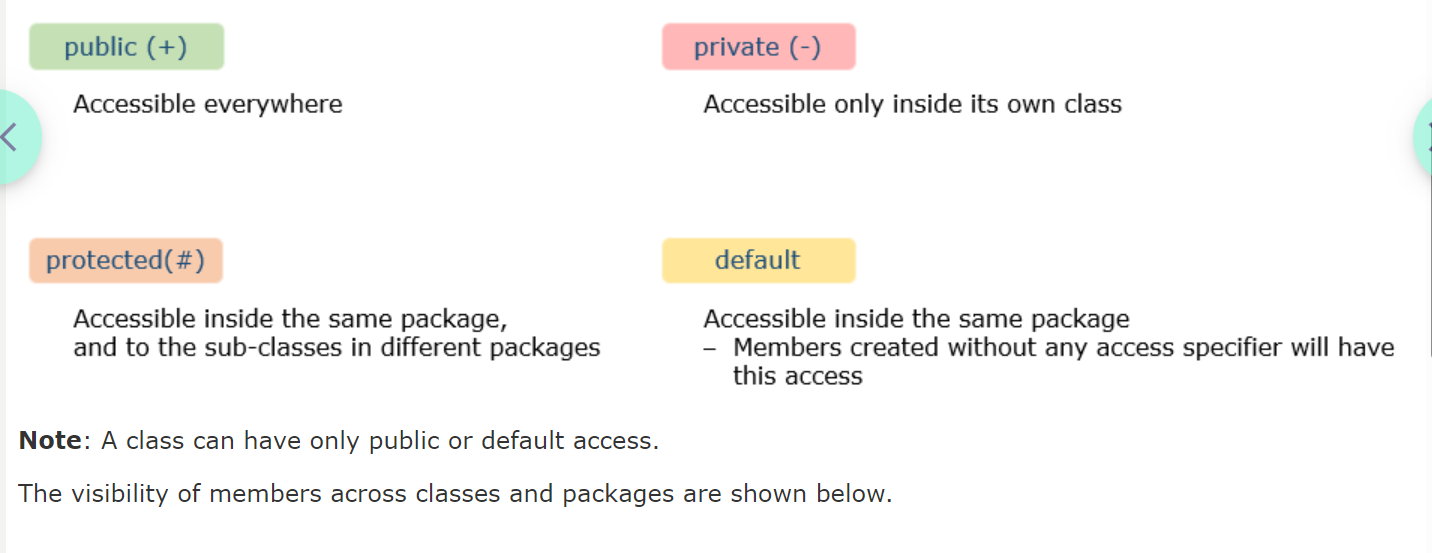 public (+)
Accessible everywhere
private (-)
Accessible only inside its own class
protected(#)
Accessible inside the same package,
and to the sub-classes in different packages
default
Accessible inside the same package
– Members created without any access specifier will have
this access
Note: A class can have only public or default access.
The visibility of members across classes and packages are shown below.